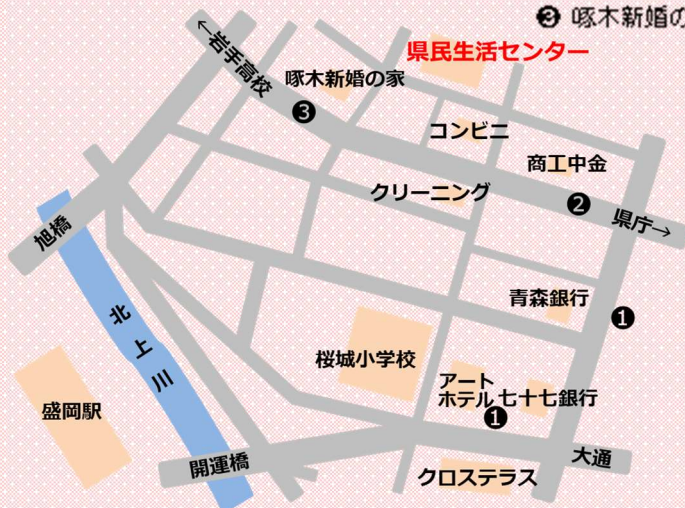 ❸ 啄木新婚の
←岩手高校
県民生活センター
啄木新婚の家
❸
コンビニ
商工中金
クリーニング
❷
県庁→
旭橋
青森銀行
❶
北上川
桜城小学校
アート
ホテル
七十七銀行
❶
盛岡駅
開運橋
大通
クロステラス